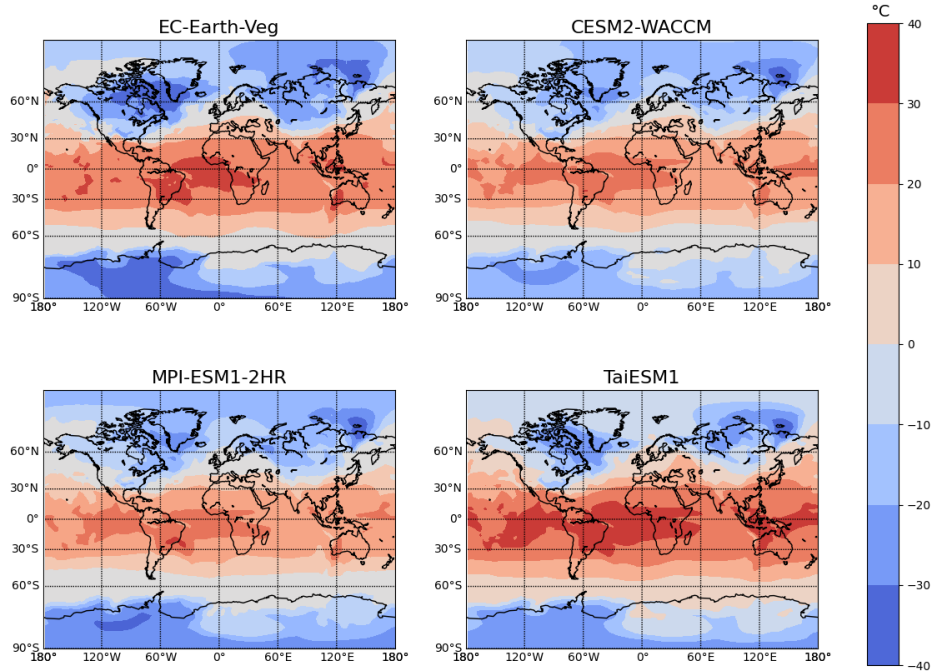 EC-Earth-Veg
CESM2-WACCM
°C
60°N
30°N
0°
30°S
60°S
90°S
180°
120°W
60°W
0°
60°E
120°E
180°
60°N
30°N
0°
30°S
60°S
90°S
180°
120°W
60°W
0°
60°E
120°E
180°
MPI-ESM1-2HR
TaiESM1
60°N
30°N
0°
30°S
60°S
90°S
180°
120°W
60°W
0°
60°E
120°E
180°
60°N
30°N
0°
30°S
60°S
90°S
180°
120°W
60°W
0°
60°E
120°E
180°
40
30
20
10
0
−10
−20
−30
−40